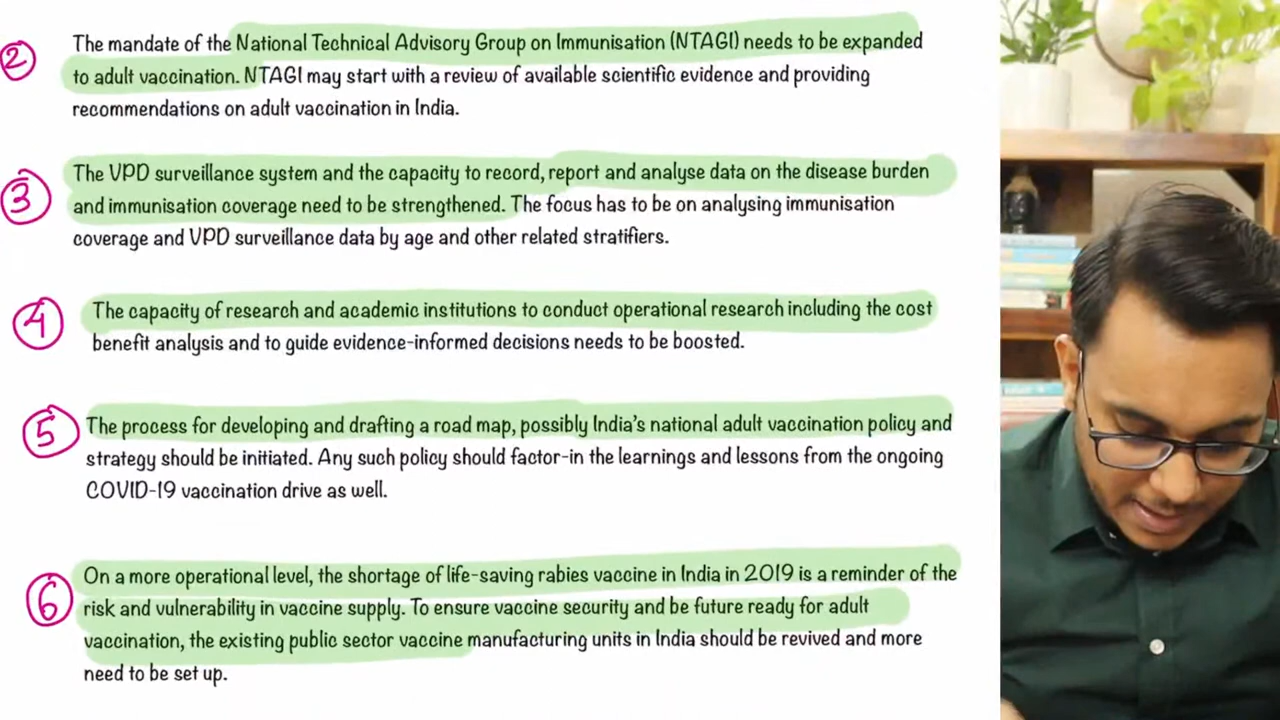 2
The mandate of the National Technical Advisory Group on Immunisation (NTAGI) needs to be expanded
to adult vaccination. NTAGI may start with a review of available scientific evidence and providing
recommendations on adult vaccination in India.
3
The VPD surveillance system and the capacity to record, report and analyse data on the disease burden
and immunisation coverage need to be strengthened. The focus has to be on analysing immunisation
coverage and VPD surveillance data by age and other related stratifiers.
4
The capacity of research and academic institutions to conduct operational research including the cost
benefit analysis and to guide evidence-informed decisions needs to be boosted.
5
The process for developing and drafting a road map, possibly India's national adult vaccination policy and
strategy should be initiated. Any such policy should factor-in the learnings and lessons from the ongoing
COVID-19 vaccination drive as well.
6
On a more operational level, the shortage of life-saving rabies vaccine in India in 2019 is a reminder of the
risk and vulnerability in vaccine supply. To ensure vaccine security and be future ready for adult
vaccination, the existing public sector vaccine manufacturing units in India should be revived and more
need to be set up.